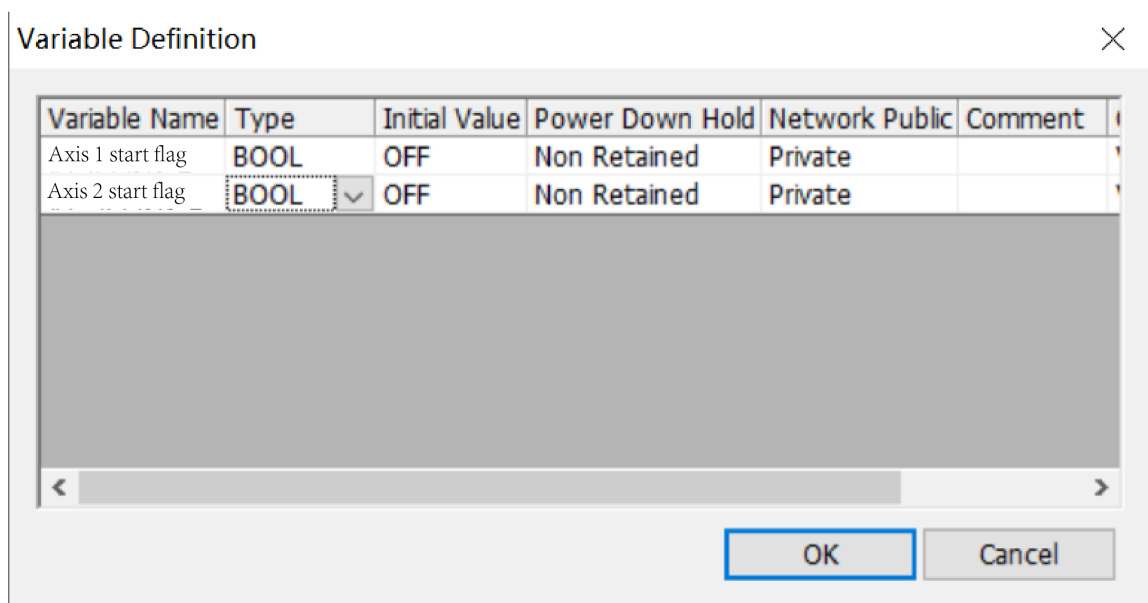 Variable Definition
Variable Name Type Initial Value Power Down Hold Network Public Comment
Axis 1 start flag BOOL OFF Non Retained Private
Axis 2 start flag BOOL OFF Non Retained Private
OK Cancel